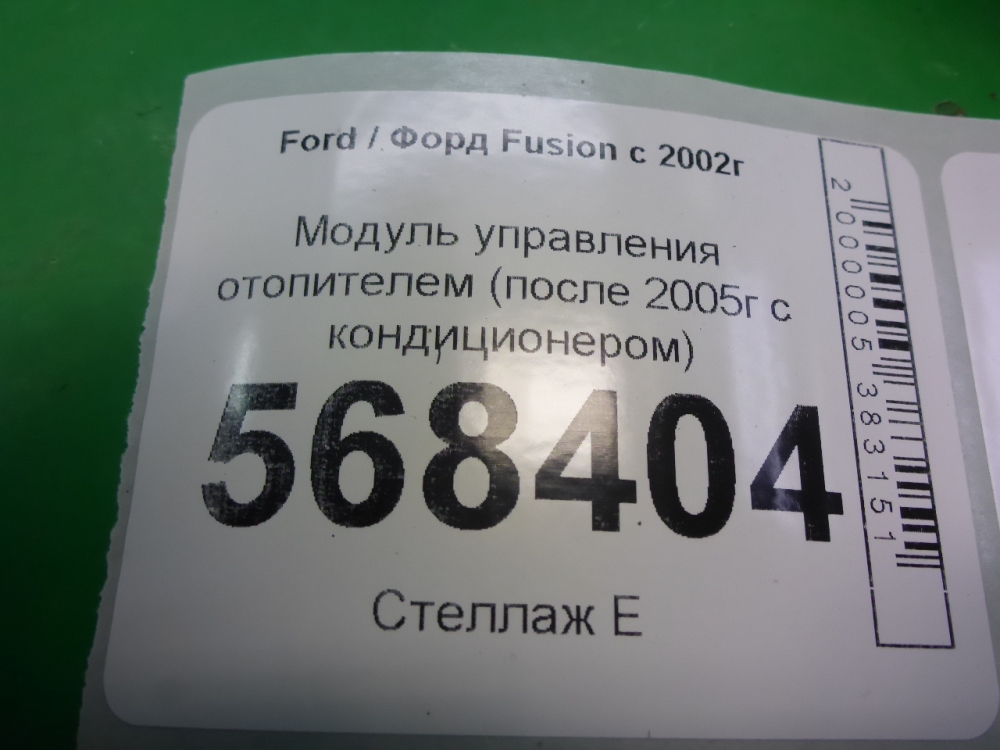 Ford / Форд Fusion с 2002г
Модуль управления
отопителем (после 2005г с
кондиционером)
568404
Стеллаж Е
2000005383151